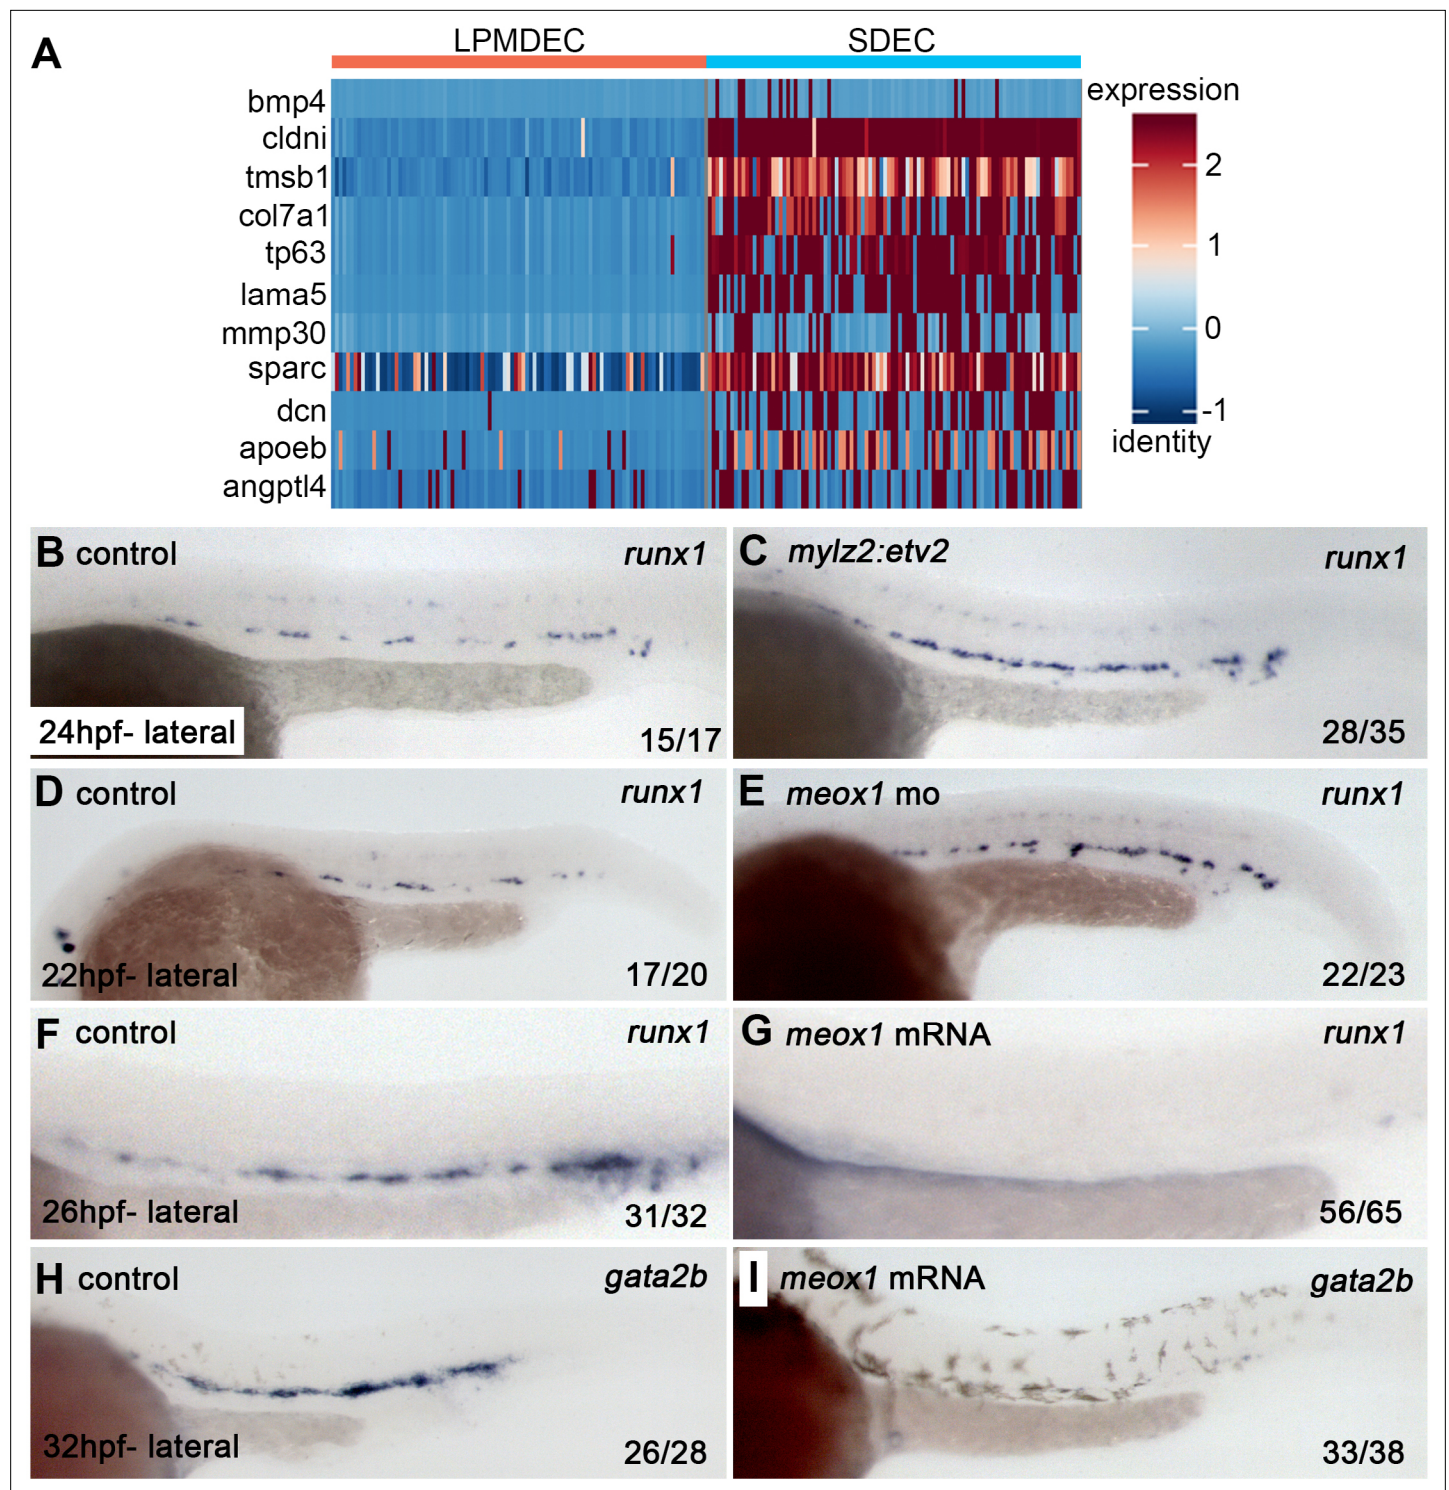 A
LPMDEC SDEC
expression
bmp4
cldni
tmsb1
col7a1
tp63
lama5
mmp30
sparc
dcn
apoeb
angptl4
2
1
0
-1
identity
B control runx1
24hpf- lateral
15/17
C mylz2:etv2 runx1
28/35
D control runx1
22hpf- lateral
17/20
E meox1 mo runx1
22/23
F control runx1
26hpf- lateral
31/32
G meox1 mRNA runx1
56/65
H control gata2b
32hpf- lateral
26/28
I meox1 mRNA gata2b
33/38